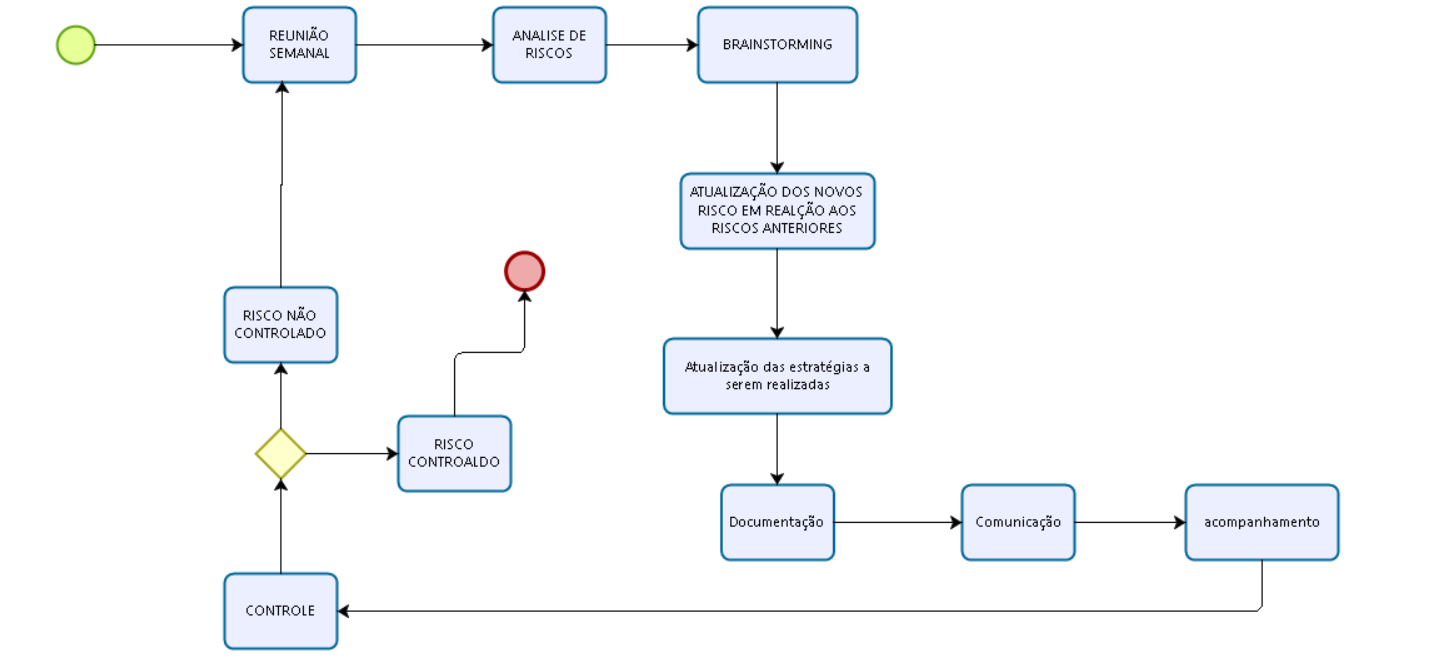 REUNIÃO
SEMANAL
ANALISE DE
RISCOS
BRAINSTORMING
ATUALIZAÇÃO DOS NOVOS
RISCO EM REALÇÃO AOS
RISCOS ANTERIORES
Atualização das estratégias a
serem realizadas
Documentação
Comunicação
acompanhamento
CONTROLE
RISCO NÃO
CONTROLADO
RISCO
CONTROALDO